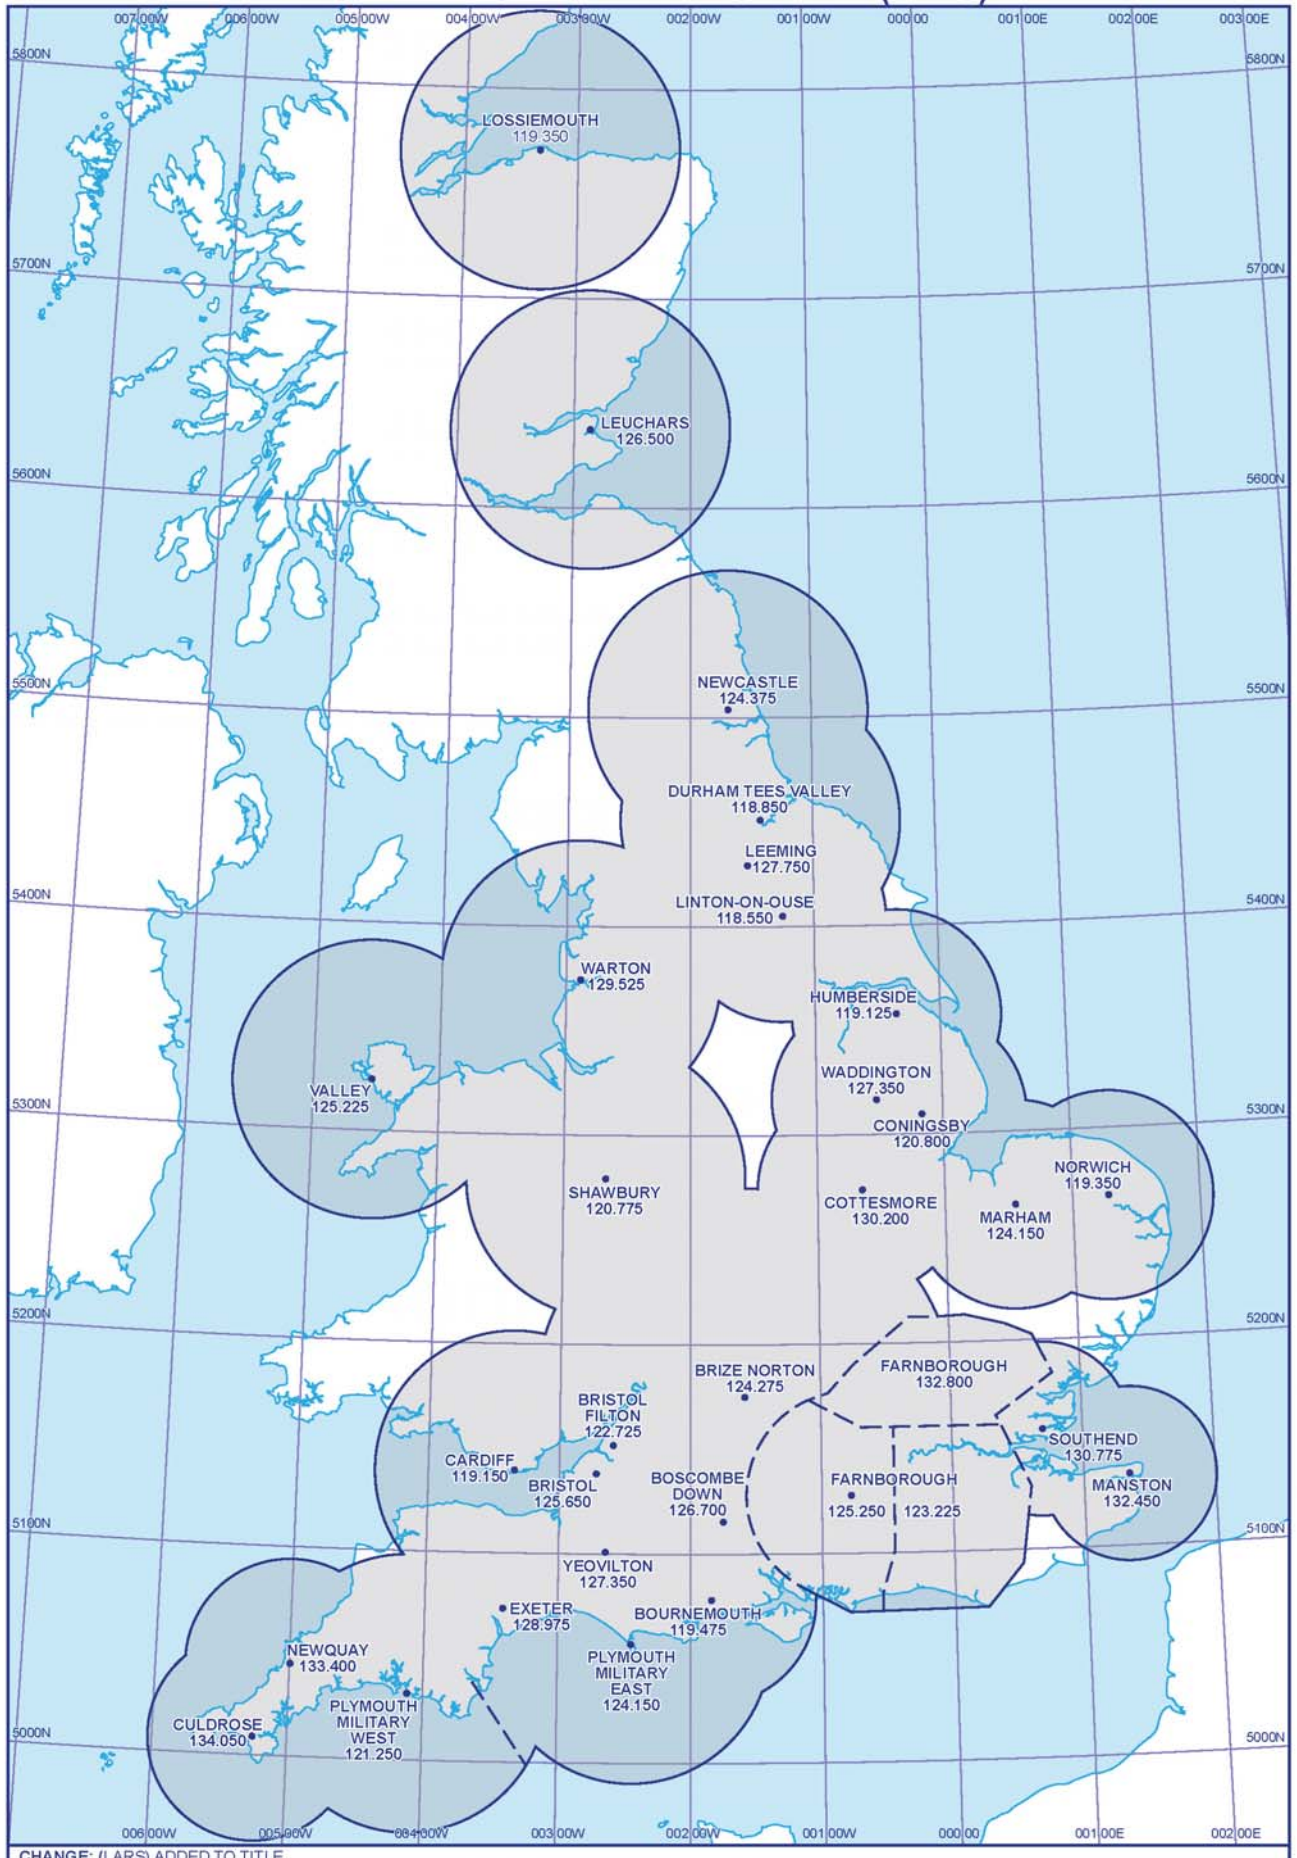 007.00W 006.00W 005.00W 004.00W 003.00W 002.00W 001.00W 000.00 001.00E 002.00E 003.00E
5800N 5800N
LOSSIEMOUTH
119.350
5700N 5700N
LEUCHARS
126.500
5600N 5600N
NEWCASTLE
124.375
5500N 5500N
DURHAM TEES VALLEY
118.850
LEEMING
127.750
LINTON-ON-OUSE
118.550
5400N 5400N
WARTON
129.525
HUMBERSIDE
119.125
WADDINGTON
127.350
VALLEY
125.225
5300N 5300N
CONINGSBY
120.800
NORWICH
119.350
SHAWBURY
120.775
COTTESMORE
130.200
MARHAM
124.150
5200N 5200N
FARNBOROUGH
132.800
BRIZE NORTON
124.275
BRISTOL
FILTON
122.725
SOUTHEND
130.775
CARDIFF
119.150
BRISTOL
125.650
BOSCOMBE
DOWN
126.700
FARNBOROUGH
125.250 123.225
MANSTON
132.450
5100N 5100N
YEOVILTON
127.350
EXETER
128.975
BOURNEMOUTH
119.475
NEWQUAY
133.400
PLYMOUTH
MILITARY
EAST
124.150
CULDROSE
134.050
PLYMOUTH
MILITARY
WEST
121.250
5000N 5000N
006.00W 005.00W 004.00W 003.00W 002.00W 001.00W 000.00 001.00E 002.00E
CHANGE: (LARS) ADDED TO TITLE